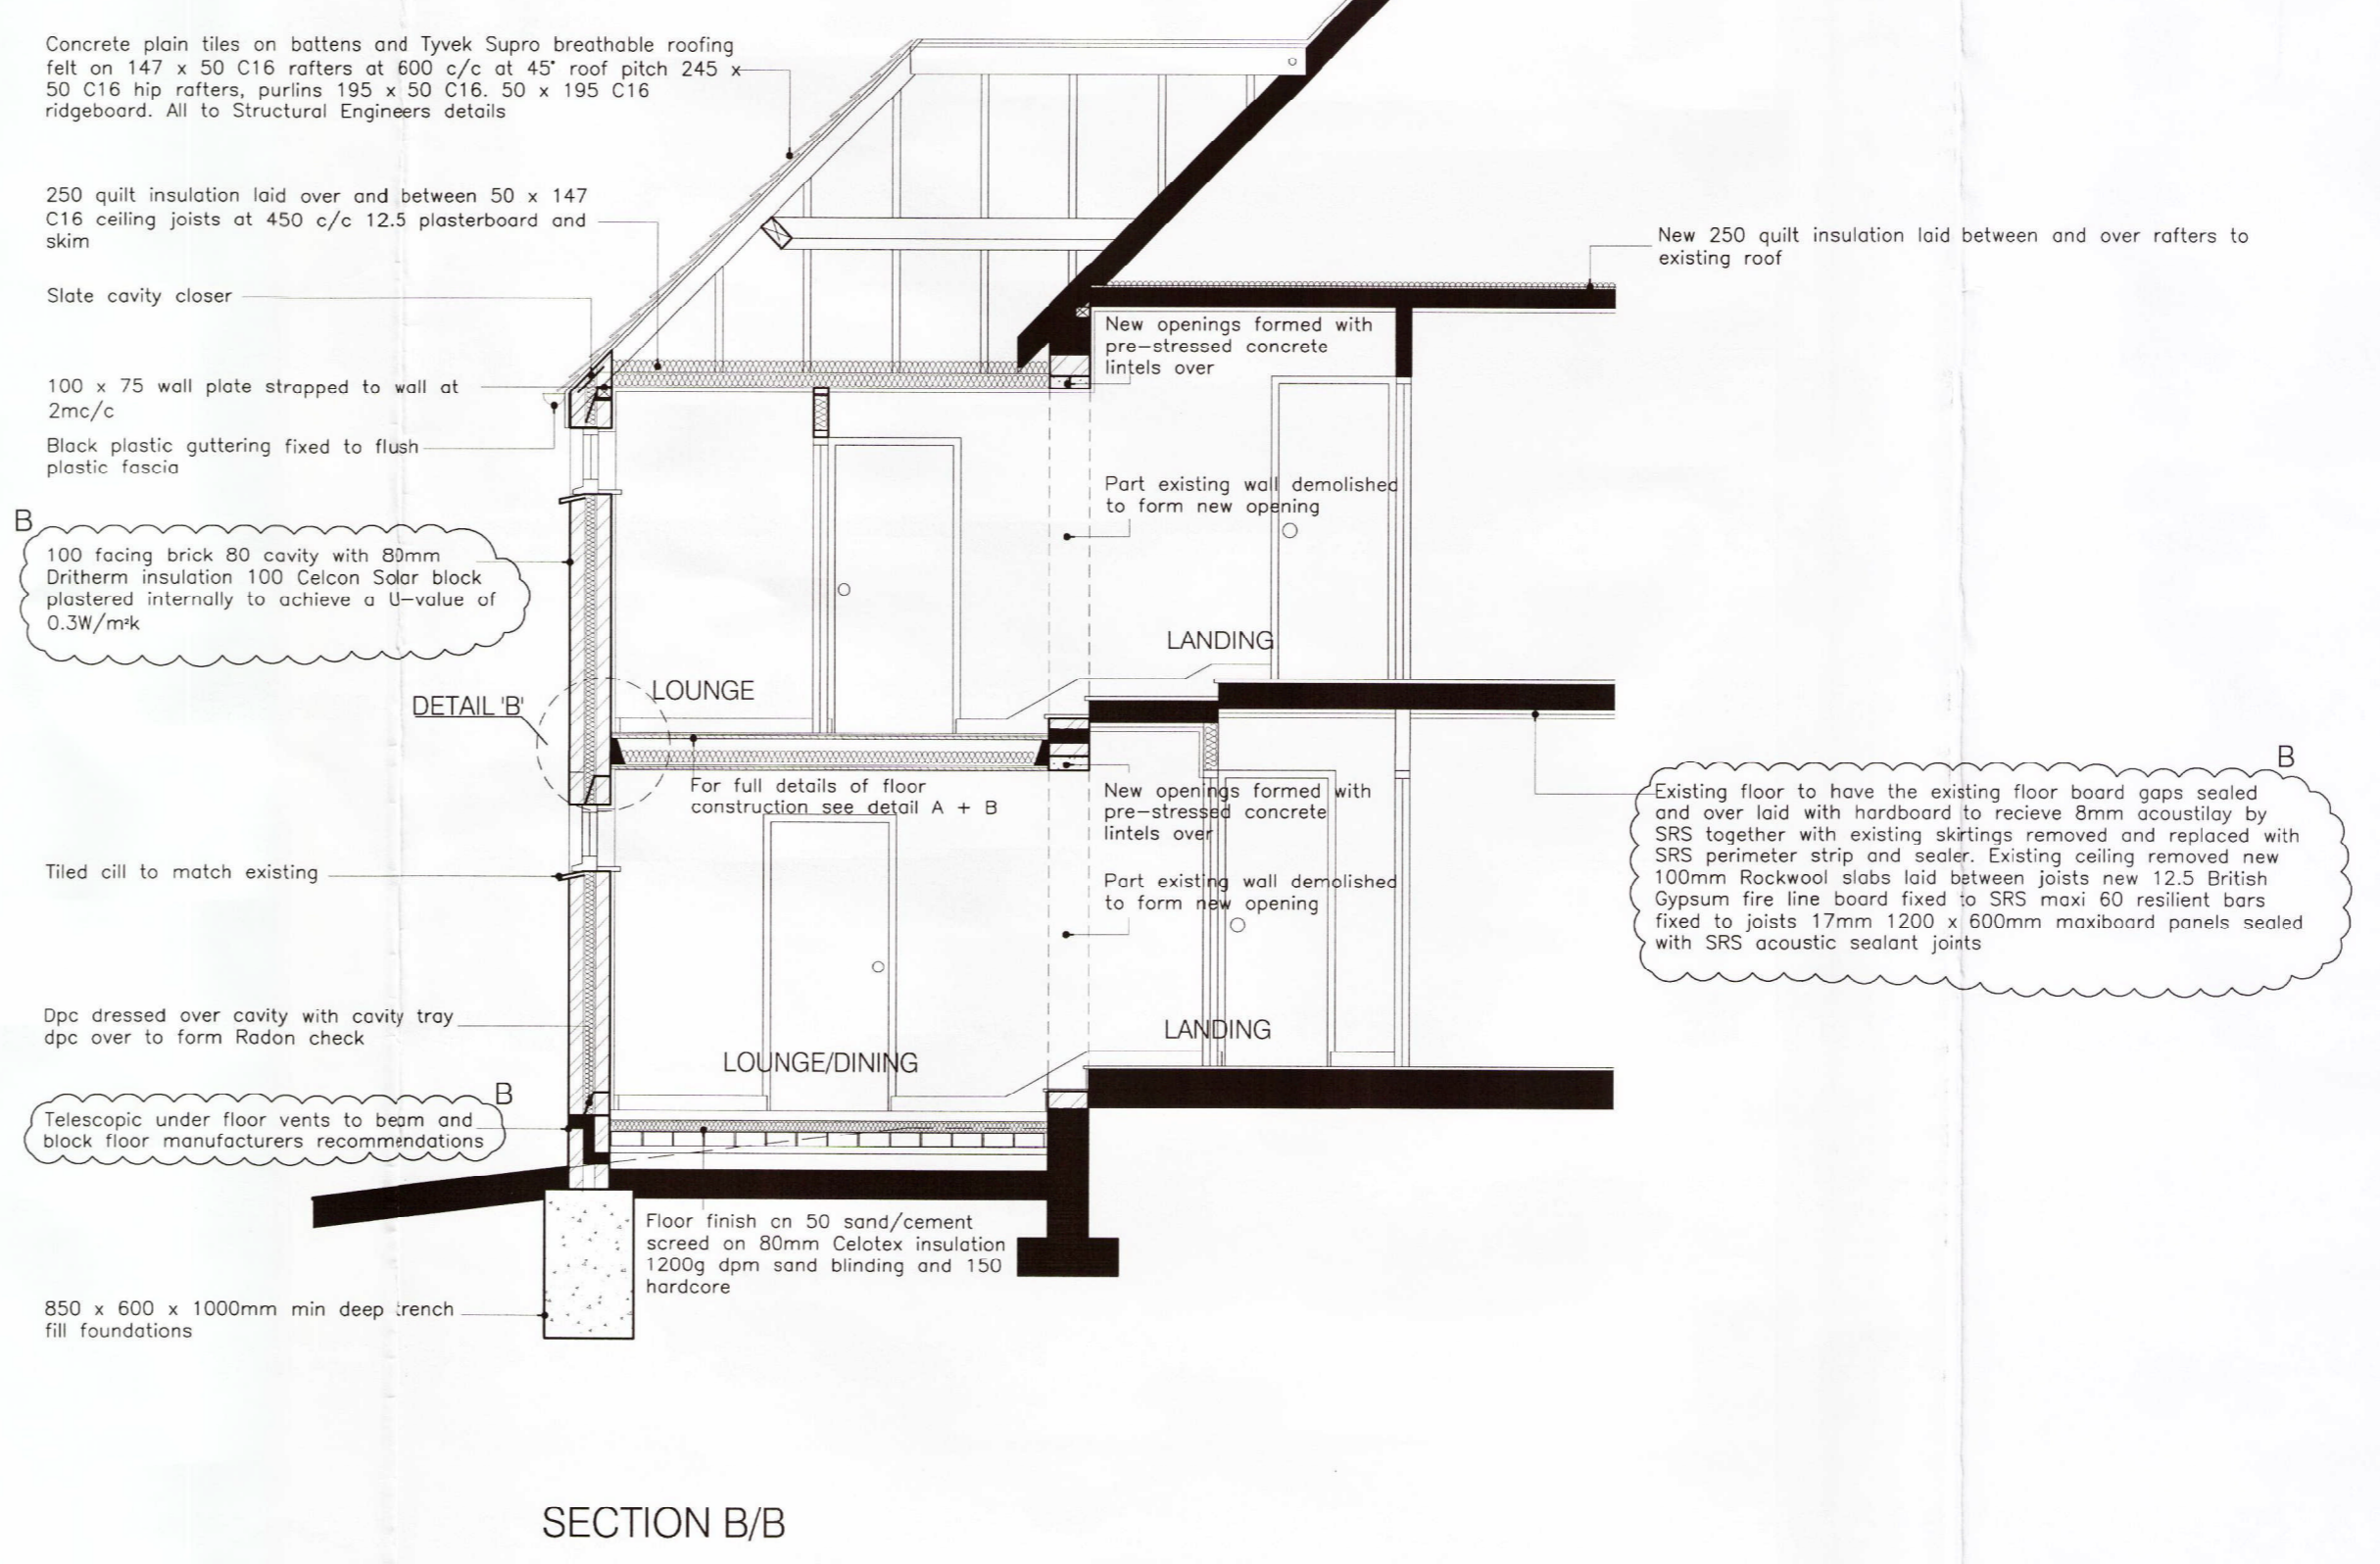 Concrete plain tiles on battens and Tyvek Supro breathable roofing
felt on 147 x 50 C16 rafters at 600 c/c at 45° roof pitch 245 x
50 C16 hip rafters, purlins 195 x 50 C16. 50 x 195 C16
ridgeboard. All to Structural Engineers details
250 quilt insulation laid over and between 50 x 147
C16 ceiling joists at 450 c/c 12.5 plasterboard and
skim
Slate cavity closer
100 x 75 wall plate strapped to wall at
2mc/c
Black plastic guttering fixed to flush
plastic fascia
B
100 facing brick 80 cavity with 80mm
Dritherm insulation 100 Celcon Solar block
plastered internally to achieve a U-value of
0.3W/m²k
DETAIL 'B'
Tiled cill to match existing
Dpc dressed over cavity with cavity tray
dpc over to form Radon check
B
Telescopic under floor vents to beam and
block floor manufacturers recommendations
850 x 600 x 1000mm min deep trench
fill foundations
New openings formed with
pre-stressed concrete
lintels over
Part existing wall demolished
to form new opening
LANDING
LOUNGE
For full details of floor
construction see detail A + B
New openings formed with
pre-stressed concrete
lintels over
Part existing wall demolished
to form new opening
LANDING
LOUNGE/DINING
Floor finish on 50 sand/cement
screed on 80mm Celotex insulation
1200g dpm sand blinding and 150
hardcore
New 250 quilt insulation laid between and over rafters to
existing roof
B
Existing floor to have the existing floor board gaps sealed
and over laid with hardboard to recieve 8mm acoustilay by
SRS together with existing skirtings removed and replaced with
SRS perimeter strip and sealer. Existing ceiling removed new
100mm Rockwool slabs laid between joists new 12.5 British
Gypsum fire line board fixed to SRS maxi 60 resilient bars
fixed to joists 17mm 1200 x 600mm maxiboard panels sealed
with SRS acoustic sealant joints
SECTION B/B